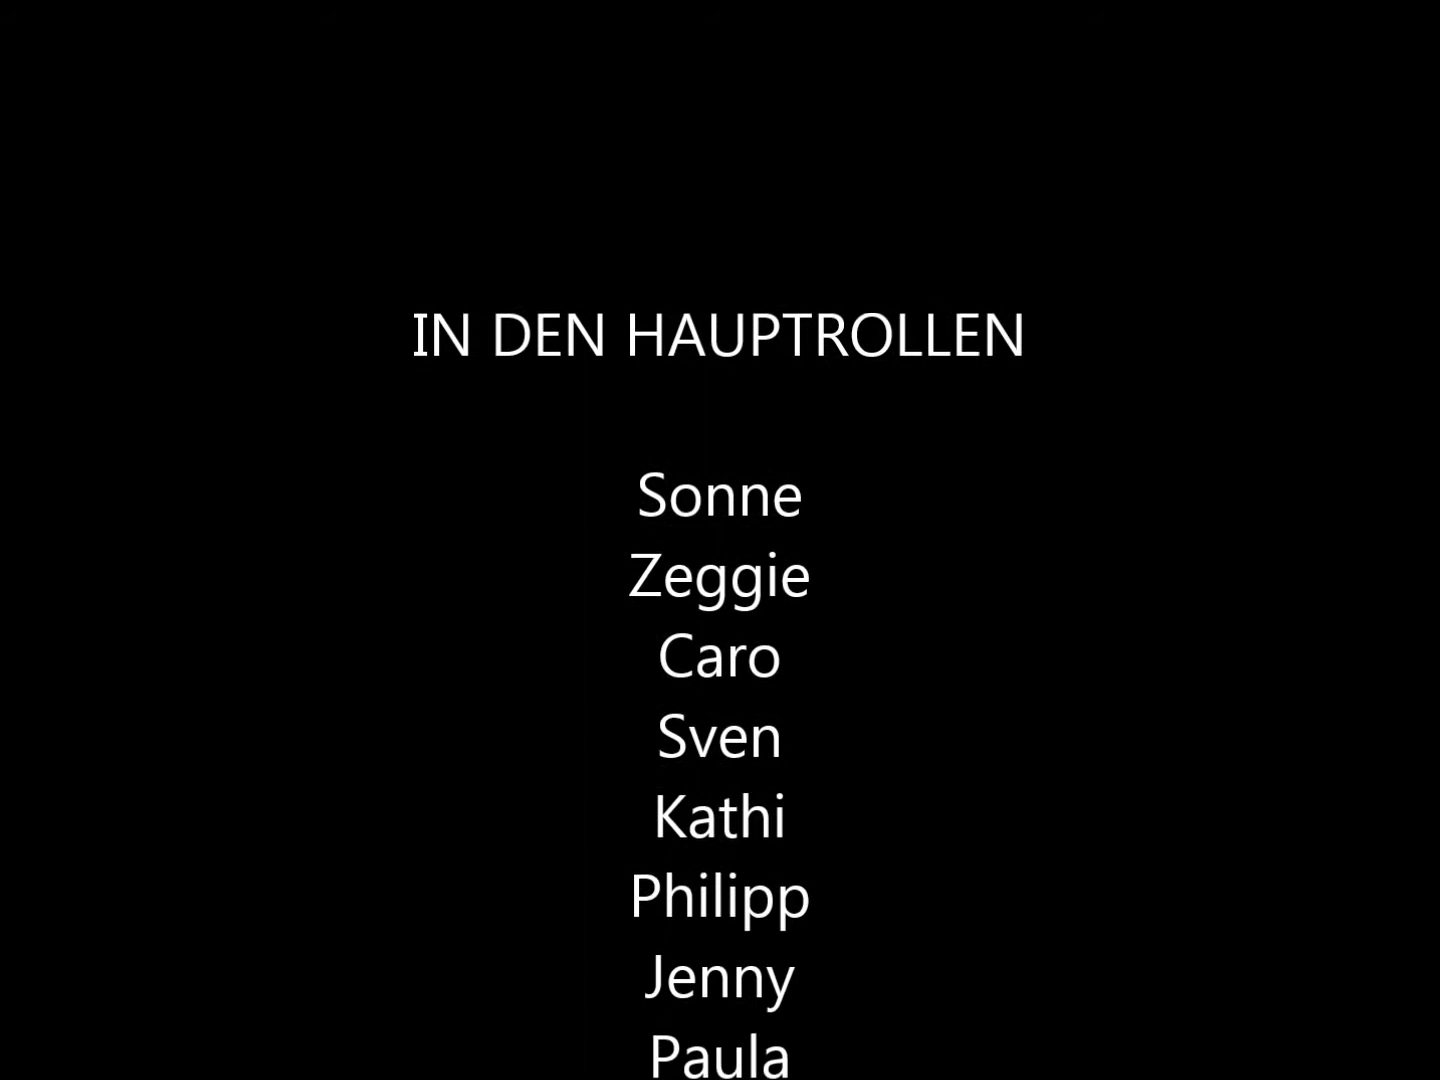 IN DEN HAUPTROLLEN
Sonne
Zeggie
Caro
Sven
Kathi
Philipp
Jenny
Paula